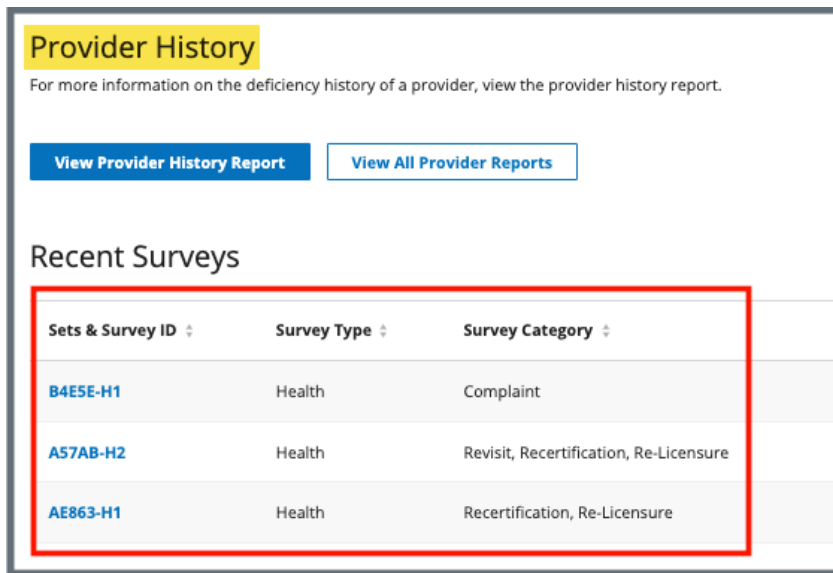 Provider History
For more information on the deficiency history of a provider, view the provider history report.
View Provider History Report View All Provider Reports
Recent Surveys
Sets & Survey ID Survey Type Survey Category
B4E5E-H1 Health Complaint
A57AB-H2 Health Revisit, Recertification, Re-Licensure
AE863-H1 Health Recertification, Re-Licensure